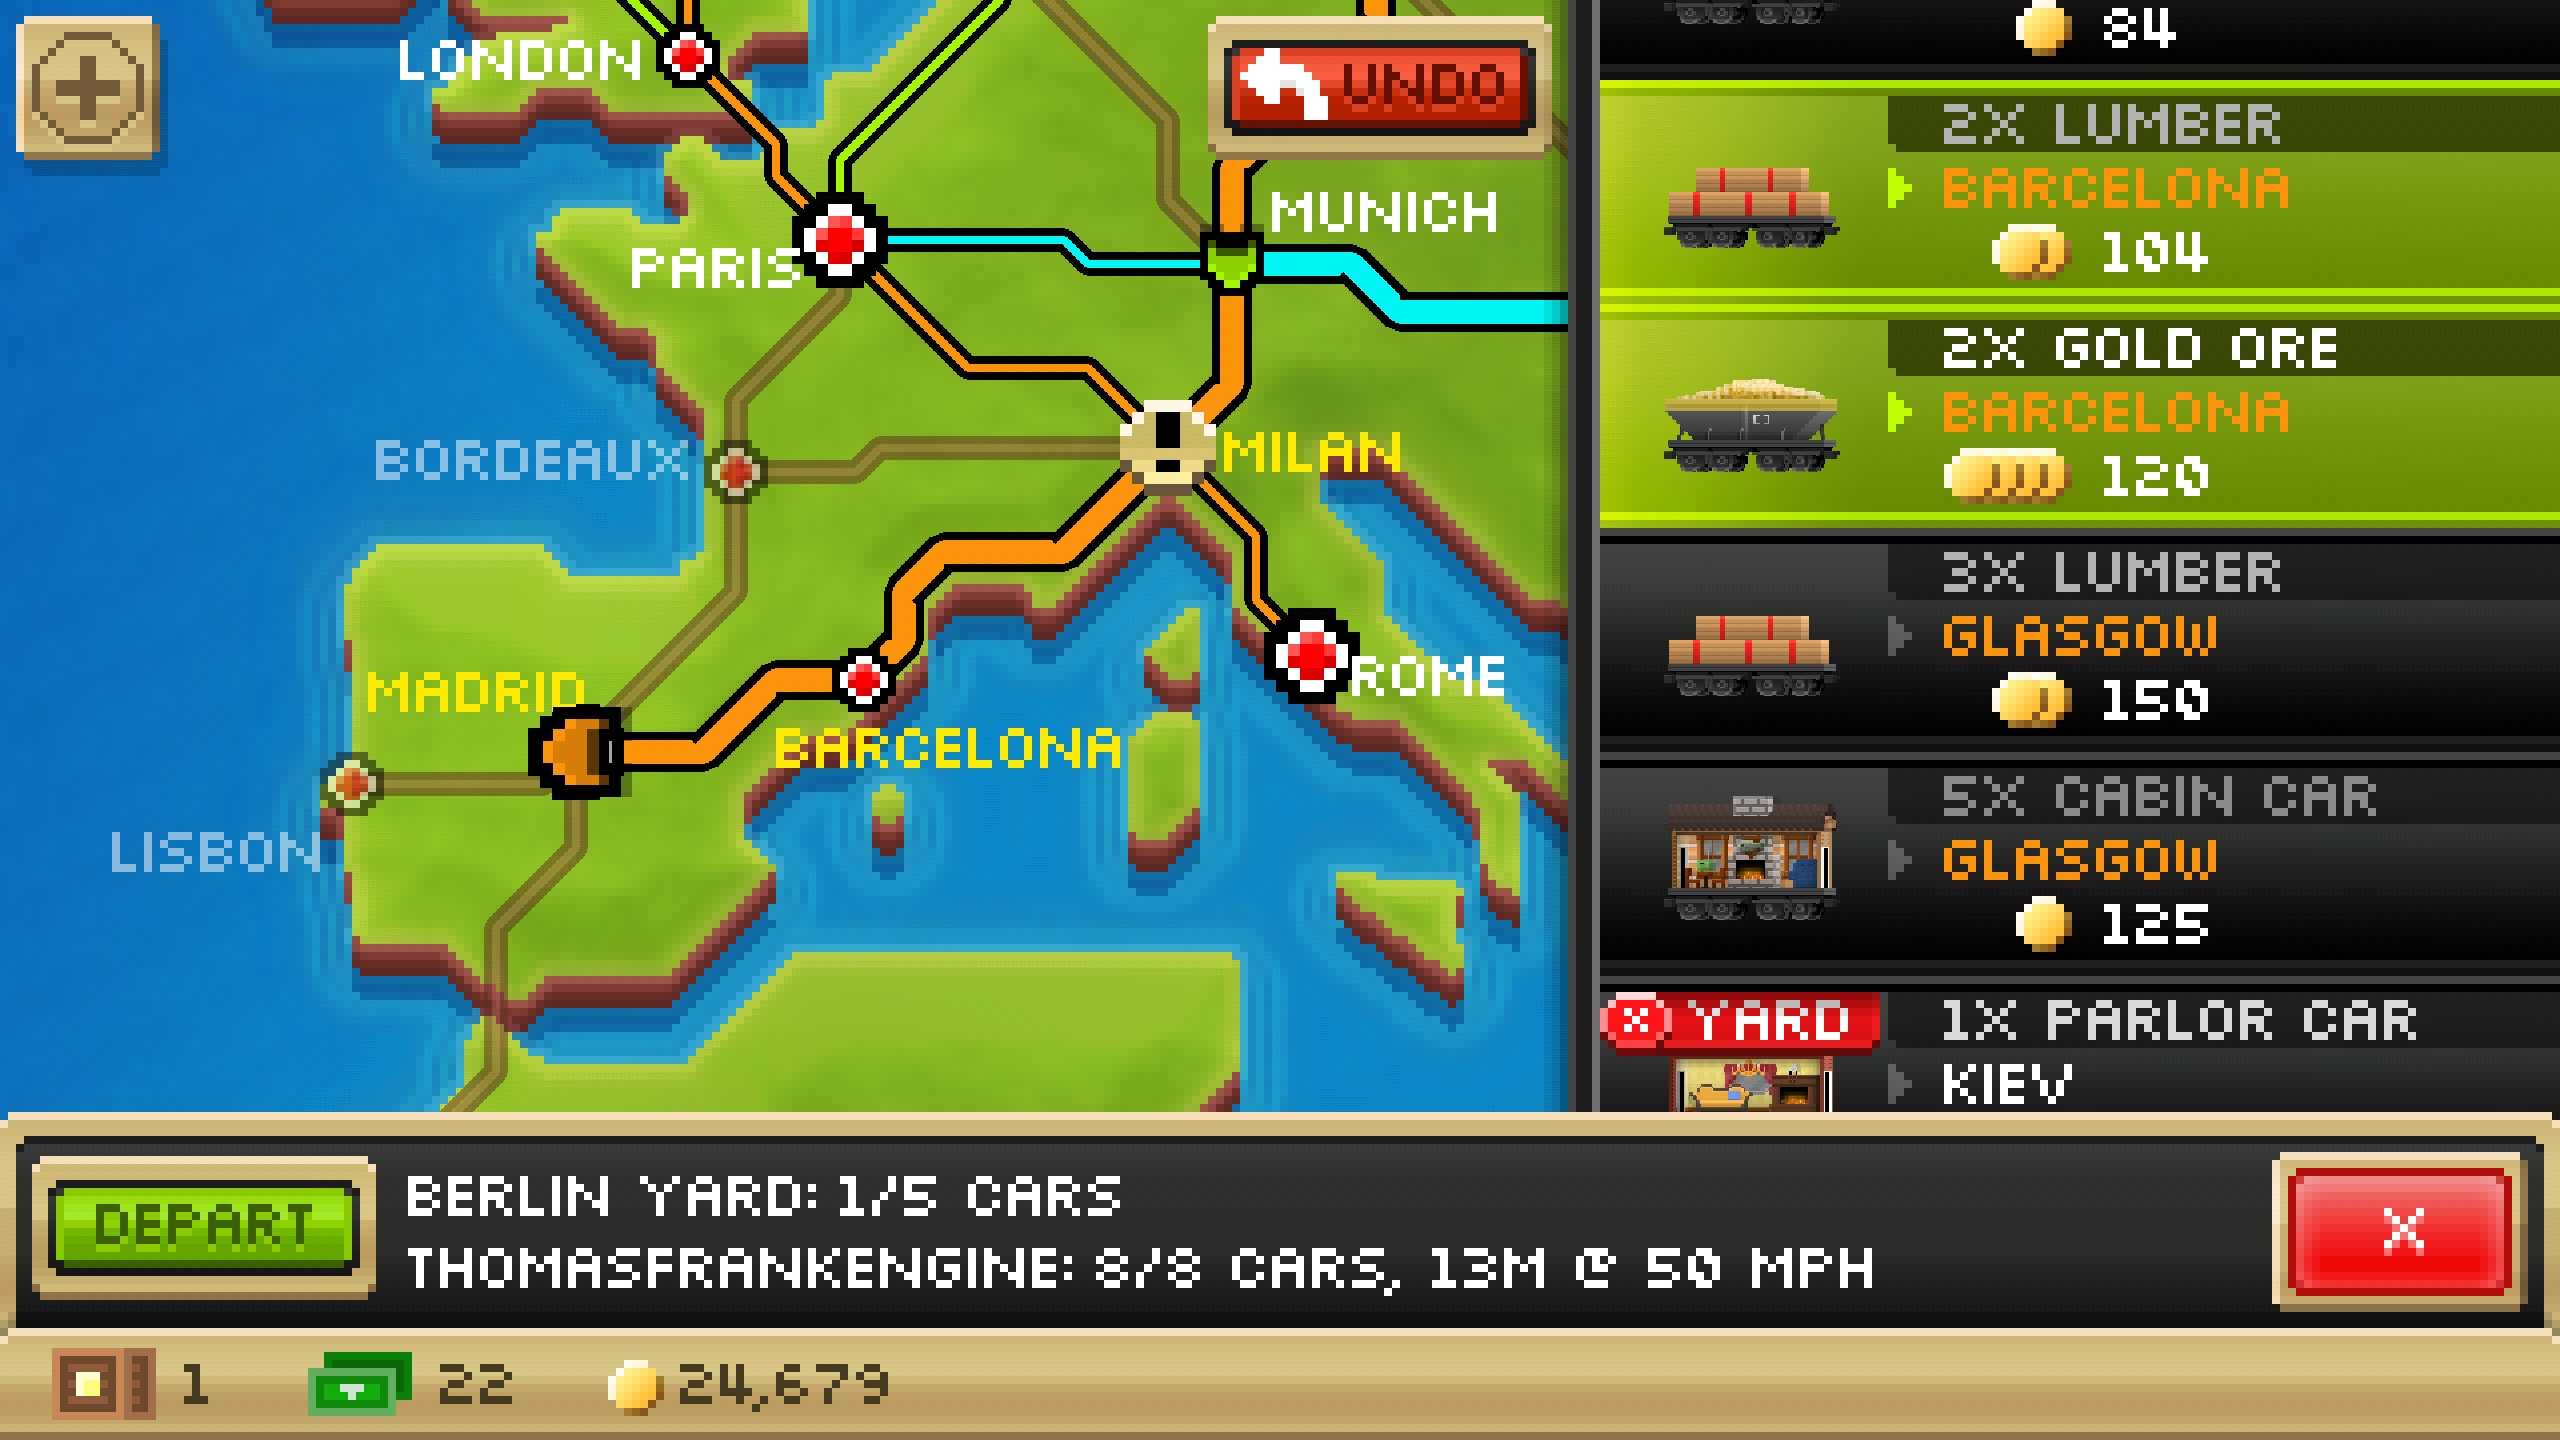 LONDON
UNDO
MUNICH
PARIS
BORDEAUX
MILAN
MADRID
ROME
BARCELONA
LISBON
84
2X LUMBER
BARCELONA
104
2X GOLD ORE
BARCELONA
120
3X LUMBER
GLASGOW
150
5X CABIN CAR
GLASGOW
125
YARD
1X PARLOR CAR
KIEV
DEPART
BERLIN YARD: 1/5 CARS
THOMASFRANKENGINE: 8/8 CARS, 13M @ 50 MPH
X
1
22
24,679